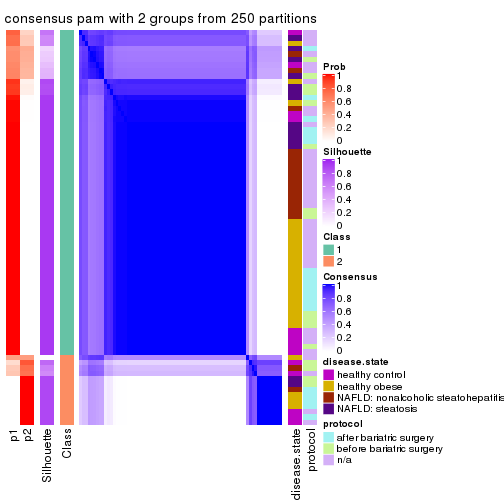 consensus pam with 2 groups from 250 partitions
Prob
1
0.8
0.6
0.4
0.2
0
Silhouette
1
0.8
0.6
0.4
0.2
0
Class
1
2
Consensus
1
0.8
0.6
0.4
0.2
0
disease.state
healthy control
healthy obese
NAFLD: nonalcoholic steatohepatitis
NAFLD: steatosis
protocol
after bariatric surgery
before bariatric surgery
n/a
p1
p2
Silhouette
Class
disease.state
protocol